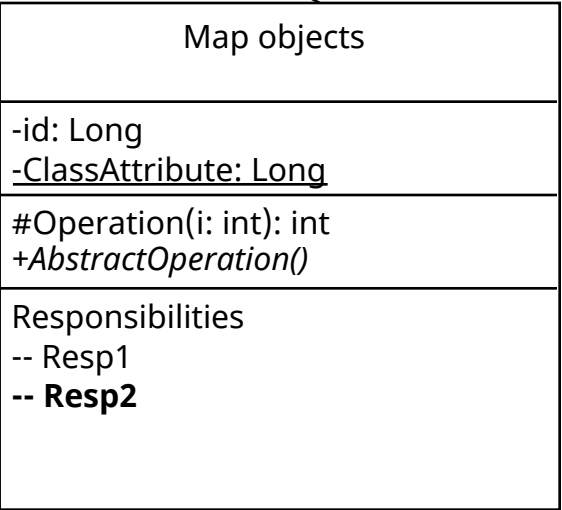 Map objects
-id: Long
-ClassAttribute: Long
#Operation(i: int): int
+AbstractOperation()
Responsibilities
-- Resp1
-- Resp2